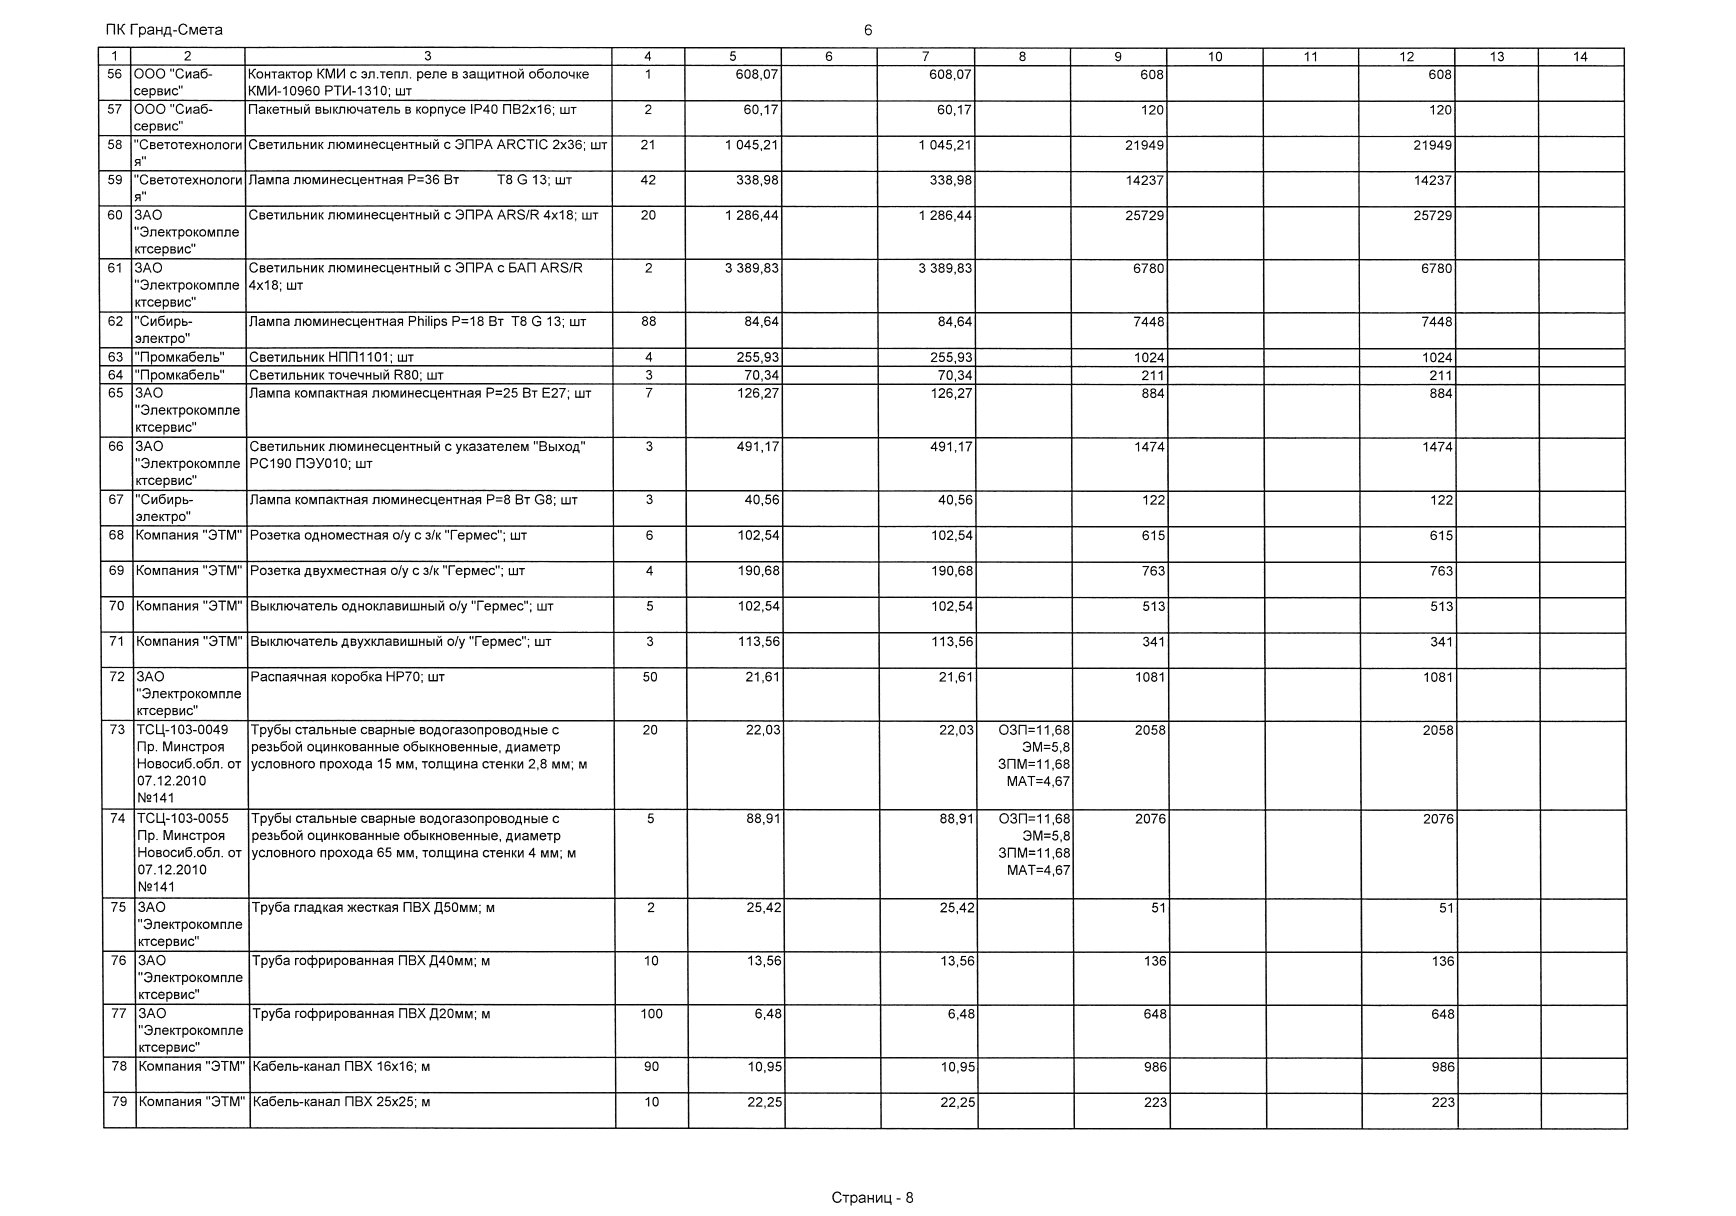 ПК Гранд-Смета
6
1 2 3 4 5 6 7 8 9 10 11 12 13 14
56 ООО "Сиаб- Контактор КМИ с эл.тепл. реле в защитной оболочке 1 608,07 608,07 608 608
сервис" КМИ-10960 РТИ-1310; шт
57 ООО "Сиаб- Пакетный выключатель в корпусе IP40 ПВ2х16; шт 2 60,17 60,17 120 120
сервис"
58 "Светотехнологи Светильник люминесцентный с ЭПРА ARCTIC 2х36; шт 21 1 045,21 1 045,21 21949 21949
я"
59 "Светотехнологи Лампа люминесцентная P=36 Вт T8 G 13; шт 42 338,98 338,98 14237 14237
я"
60 ЗАО Светильник люминесцентный с ЭПРА ARS/R 4х18; шт 20 1 286,44 1 286,44 25729 25729
"Электрокомпле
ктсервис"
61 ЗАО Светильник люминесцентный с ЭПРА с БАП ARS/R 2 3 389,83 3 389,83 6780 6780
"Электрокомпле 4х18; шт
ктсервис"
62 "Сибирь- Лампа люминесцентная Philips P=18 Вт T8 G 13; шт 88 84,64 84,64 7448 7448
электро"
63 "Промкабель" Светильник НПП1101; шт 4 255,93 255,93 1024 1024
64 "Промкабель" Светильник точечный R80; шт 3 70,34 70,34 211 211
65 ЗАО Лампа компактная люминесцентная P=25 Вт Е27; шт 7 126,27 126,27 884 884
"Электрокомпле
ктсервис"
66 ЗАО Светильник люминесцентный с указателем "Выход" 3 491,17 491,17 1474 1474
"Электрокомпле РС190 ПЭУ010; шт
ктсервис"
67 "Сибирь- Лампа компактная люминесцентная P=8 Вт G8; шт 3 40,56 40,56 122 122
электро"
68 Компания "ЭТМ" Розетка одноместная о/у с з/к "Гермес"; шт 6 102,54 102,54 615 615
69 Компания "ЭТМ" Розетка двухместная о/у с з/к "Гермес"; шт 4 190,68 190,68 763 763
70 Компания "ЭТМ" Выключатель одноклавишный о/у "Гермес"; шт 5 102,54 102,54 513 513
71 Компания "ЭТМ" Выключатель двухклавишный о/у "Гермес"; шт 3 113,56 113,56 341 341
72 ЗАО Распаячная коробка НР70; шт 50 21,61 21,61 1081 1081
"Электрокомпле
ктсервис"
73 ТСЦ-103-0049 Трубы стальные сварные водогазопроводные с 20 22,03 22,03 ОЗП=11,68 2058 2058
Пр. Минстроя резьбой оцинкованные обыкновенные, диаметр ЭМ=5,8
Новосиб.обл. от условного прохода 15 мм, толщина стенки 2,8 мм; м ЗПМ=11,68
07.12.2010 МАТ=4,67
№141
74 ТСЦ-103-0055 Трубы стальные сварные водогазопроводные с 5 88,91 88,91 ОЗП=11,68 2076 2076
Пр. Минстроя резьбой оцинкованные обыкновенные, диаметр ЭМ=5,8
Новосиб.обл. от условного прохода 65 мм, толщина стенки 4 мм; м ЗПМ=11,68
07.12.2010 МАТ=4,67
№141
75 ЗАО Труба гладкая жесткая ПВХ Д50мм; м 2 25,42 25,42 51 51
"Электрокомпле
ктсервис"
76 ЗАО Труба гофрированная ПВХ Д40мм; м 10 13,56 13,56 136 136
"Электрокомпле
ктсервис"
77 ЗАО Труба гофрированная ПВХ Д20мм; м 100 6,48 6,48 648 648
"Электрокомпле
ктсервис"
78 Компания "ЭТМ" Кабель-канал ПВХ 16х16; м 90 10,95 10,95 986 986
79 Компания "ЭТМ" Кабель-канал ПВХ 25х25; м 10 22,25 22,25 223 223
Страниц - 8